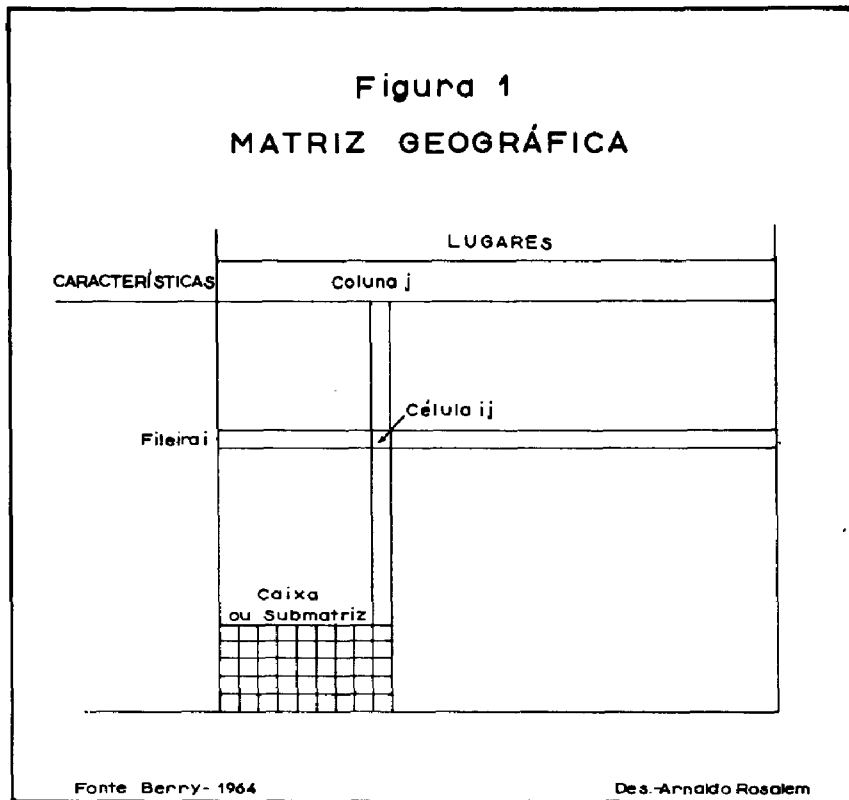 Figura 1
MATRIZ GEOGRÁFICA
LUGARES
CARACTERÍSTICAS
Coluna j
Célula ij
Fileira i
Caixa
ou Submatriz
Fonte Berry-1964
Des.-Arnaldo Rosalem